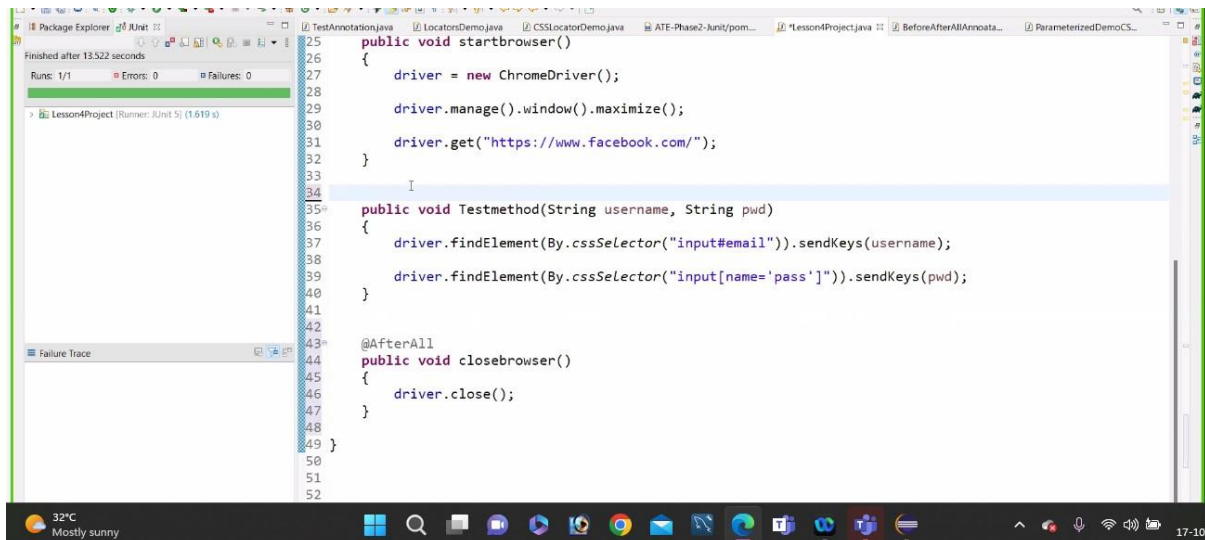 Package Explorer JUnit
TestAnnotation.java LocatorsDemo.java CSSLocatorDemo.java ATE-Phase2-Junit/pom... *Lesson4Project.java BeforeAfterAllAnnoata... ParameterizedDemoCS...
Finished after 13.522 seconds
Runs: 1/1 Errors: 0 Failures: 0
Lesson4Project [Runner: JUnit 5] (1.619 s)
Failure Trace
25 public void startbrowser()
26 {
27 driver = new ChromeDriver();
28
29 driver.manage().window().maximize();
30
31 driver.get("https://www.facebook.com/");
32 }
33
34
35 public void Testmethod(String username, String pwd)
36 {
37 driver.findElement(By.cssSelector("input#email")).sendKeys(username);
38
39 driver.findElement(By.cssSelector("input[name='pass']")).sendKeys(pwd);
40 }
41
42
43 @AfterAll
44 public void closebrowser()
45 {
46 driver.close();
47 }
48
49 }
50
51
52
32°C
Mostly sunny
17-10